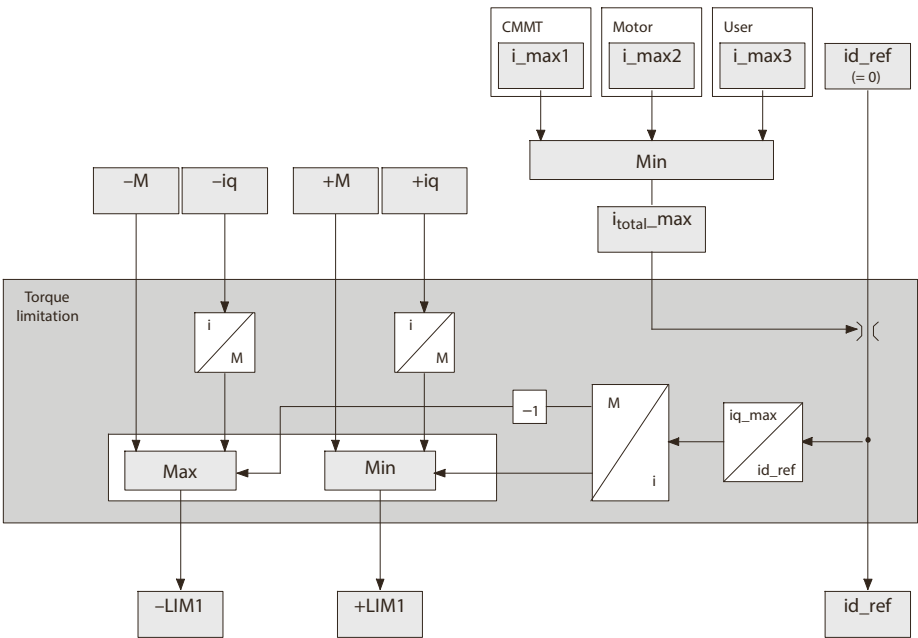 CMMT
Motor
User
i_max1
i_max2
i_max3
id_ref
(= 0)
Min
–M
–iq
+M
+iq
itotal_max
Torque
limitation
i
M
i
M
–1
M
i
iq_max
id_ref
Max
Min
–LIM1
+LIM1
id_ref